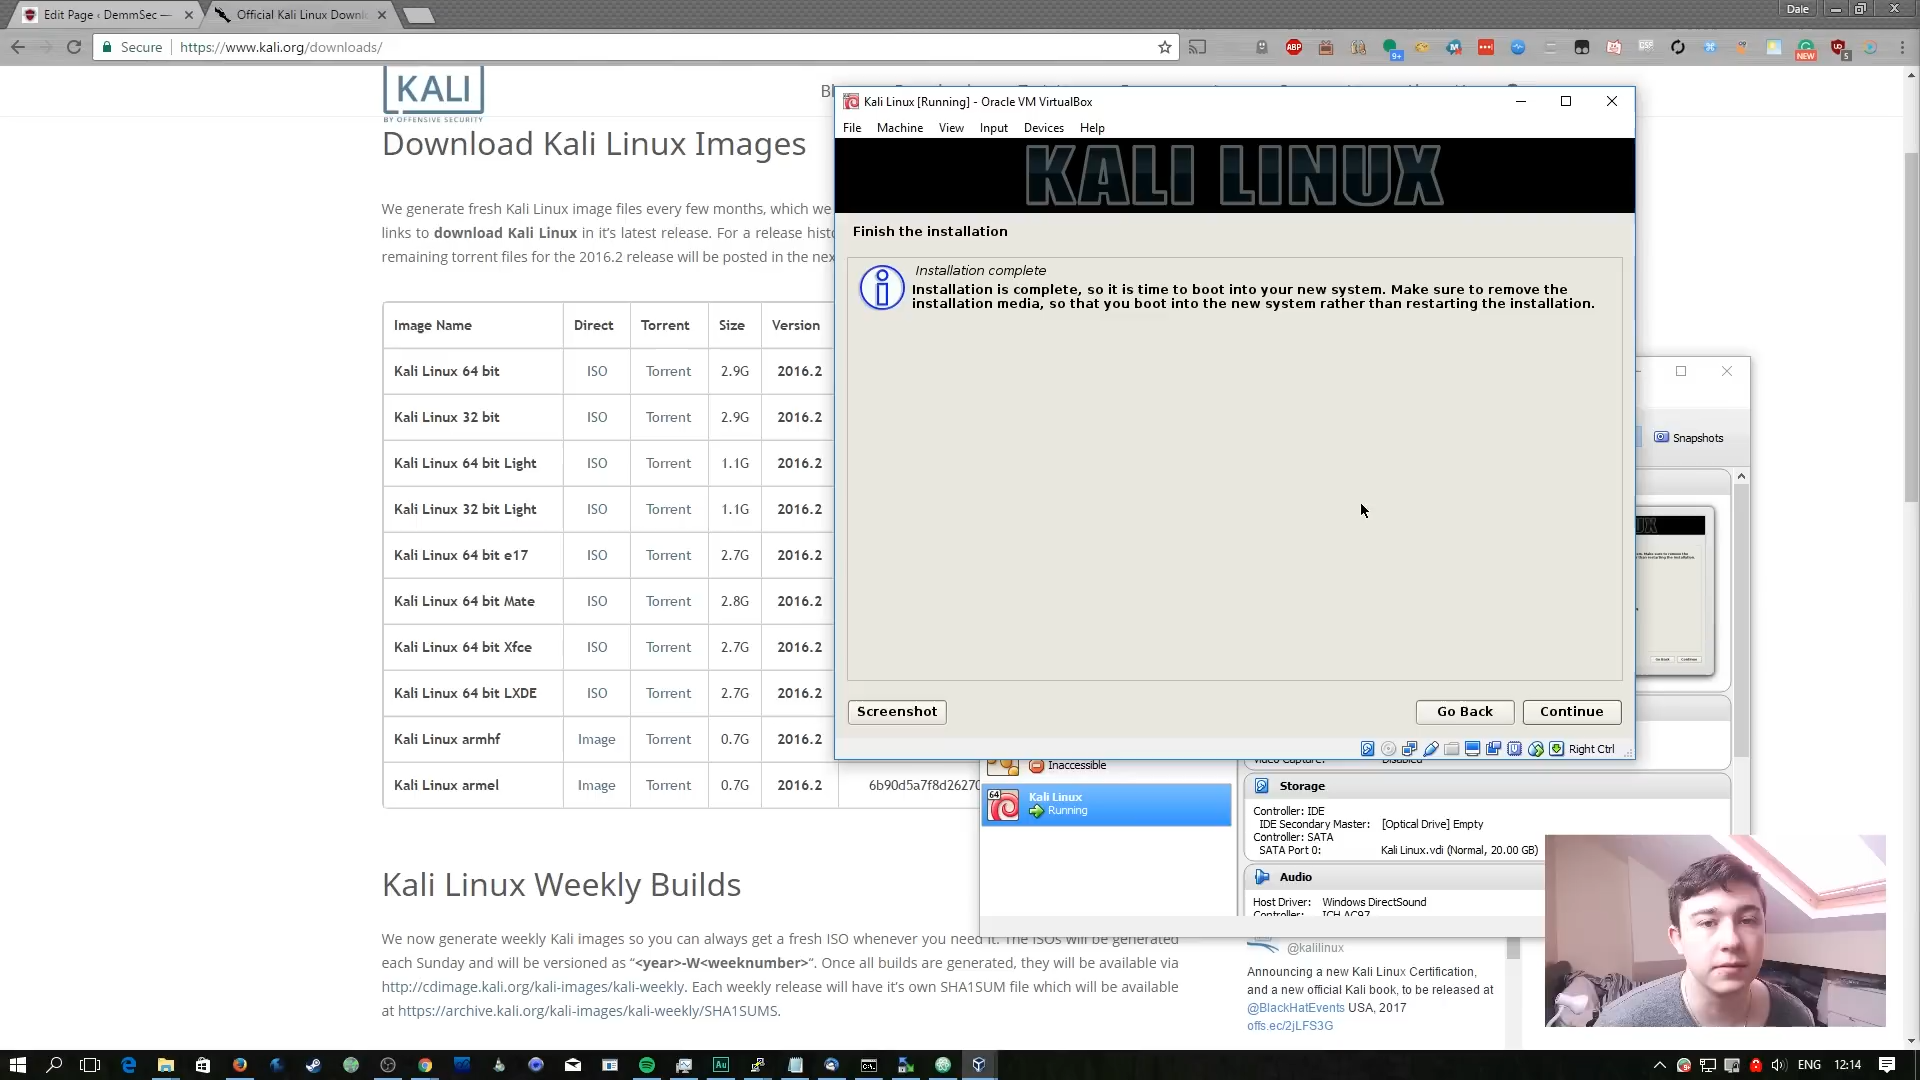 Edit Page ‹ DemmSec —
Official Kali Linux Downl
Dale
Secure
https://www.kali.org/downloads/
KALI
BY OFFENSIVE SECURITY
Download Kali Linux Images
We generate fresh Kali Linux image files every few months, which we
links to download Kali Linux in it's latest release. For a release histo
remaining torrent files for the 2016.2 release will be posted in the nex
Image Name Direct Torrent Size Version
Kali Linux 64 bit ISO Torrent 2.9G 2016.2
Kali Linux 32 bit ISO Torrent 2.9G 2016.2
Kali Linux 64 bit Light ISO Torrent 1.1G 2016.2
Kali Linux 32 bit Light ISO Torrent 1.1G 2016.2
Kali Linux 64 bit e17 ISO Torrent 2.7G 2016.2
Kali Linux 64 bit Mate ISO Torrent 2.8G 2016.2
Kali Linux 64 bit Xfce ISO Torrent 2.7G 2016.2
Kali Linux 64 bit LXDE ISO Torrent 2.7G 2016.2
Kali Linux armhf Image Torrent 0.7G 2016.2
Kali Linux armel Image Torrent 0.7G 2016.2 6b90d5a7f8d26270
Kali Linux Weekly Builds
We now generate weekly Kali images so you can always get a fresh ISO whenever you need it. The ISOs will be generated
each Sunday and will be versioned as “<year>-W<weeknumber>“. Once all builds are generated, they will be available via
http://cdimage.kali.org/kali-images/kali-weekly. Each weekly release will have it's own SHA1SUM file which will be available
at https://archive.kali.org/kali-images/kali-weekly/SHA1SUMS.
Kali Linux [Running] - Oracle VM VirtualBox
File Machine View Input Devices Help
KALI LINUX
Finish the installation
Installation complete
Installation is complete, so it is time to boot into your new system. Make sure to remove the
installation media, so that you boot into the new system rather than restarting the installation.
Screenshot
Go Back
Continue
Right Ctrl
Snapshots
Inaccessible
64
Kali Linux
Running
Video Capture: Disabled
Storage
Controller: IDE
IDE Secondary Master: [Optical Drive] Empty
Controller: SATA
SATA Port 0: Kali Linux.vdi (Normal, 20.00 GB)
Audio
Host Driver: Windows DirectSound
Controller: ICH AC97
@kalilinux
Announcing a new Kali Linux Certification,
and a new official Kali book, to be released at
@BlackHatEvents USA, 2017
offs.ec/2jLFS3G
ENG
12:14